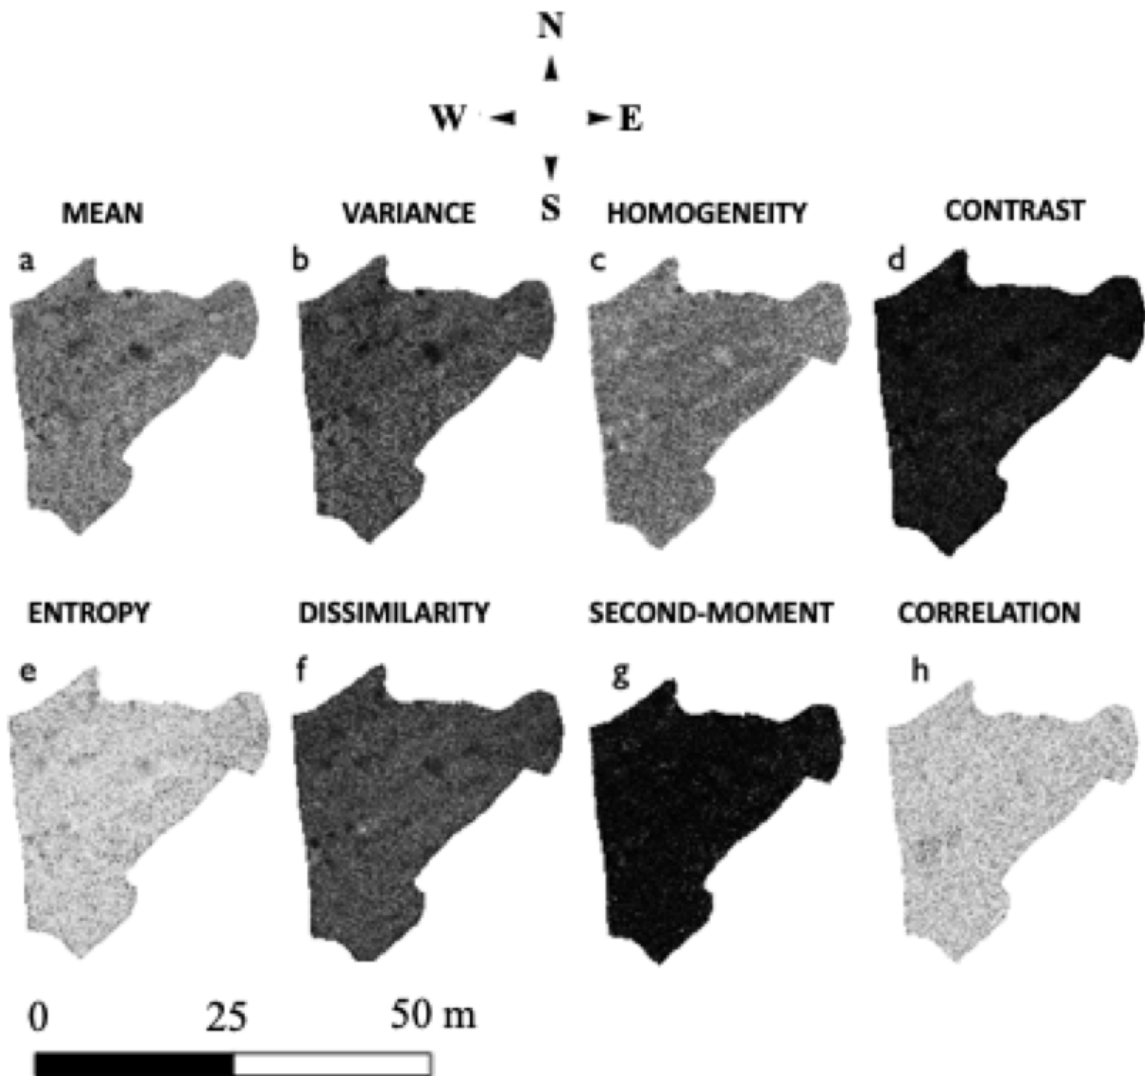 N
W E
S
MEAN VARIANCE HOMOGENEITY CONTRAST
a b c d
ENTROPY DISSIMILARITY SECOND-MOMENT CORRELATION
e f g h
0 25 50 m